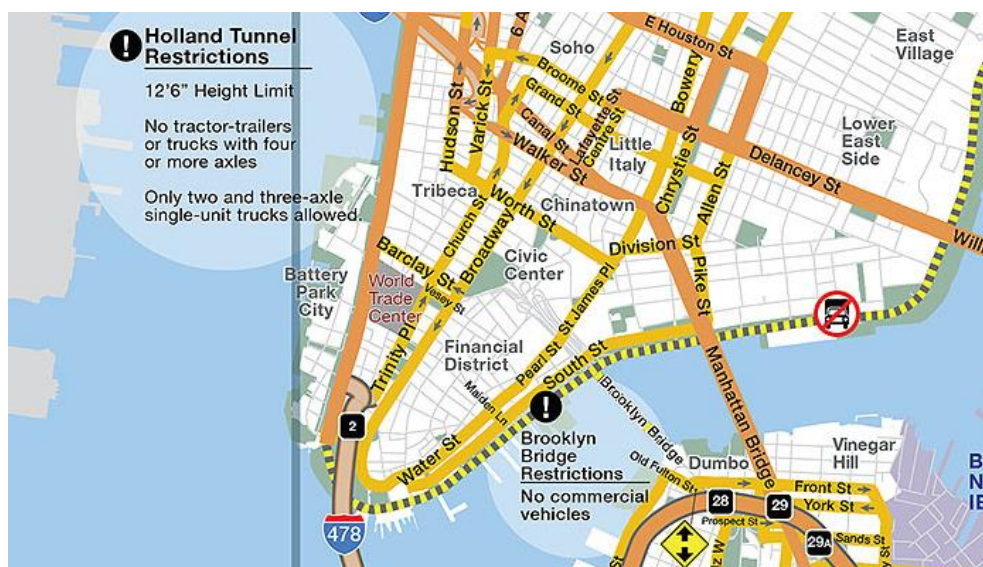 Holland Tunnel
Restrictions
12'6" Height Limit
No tractor-trailers
or trucks with four
or more axles
Only two and three-axle
single-unit trucks allowed.
6 A
E Houston St
East
Village
Soho
Broome St
Grand St
Bowery
Hudson St
Varick St
Canal St
Lafayette St
Centre St
Little
Italy
Walker St
Chrystie St
Allen St
Delancey St
Lower
East
Side
Tribeca
Worth St
Chinatown
Division St
Will
Church St
Broadway
Civic
Center
Pike St
Barclay St
Vesey St
Battery
Park
City
World
Trade
Center
Trinity Pl
Financial
District
Pearl St
James Pl
South St
Maiden Ln
Water St
Manhattan Bridge
Brooklyn Bridge
2
478
Brooklyn
Bridge
Restrictions
No commercial
vehicles
Old Fulton St
Dumbo
Vinegar
Hill
Front St
York St
28
29
Prospect St
29A
Sands St
B
N
IE